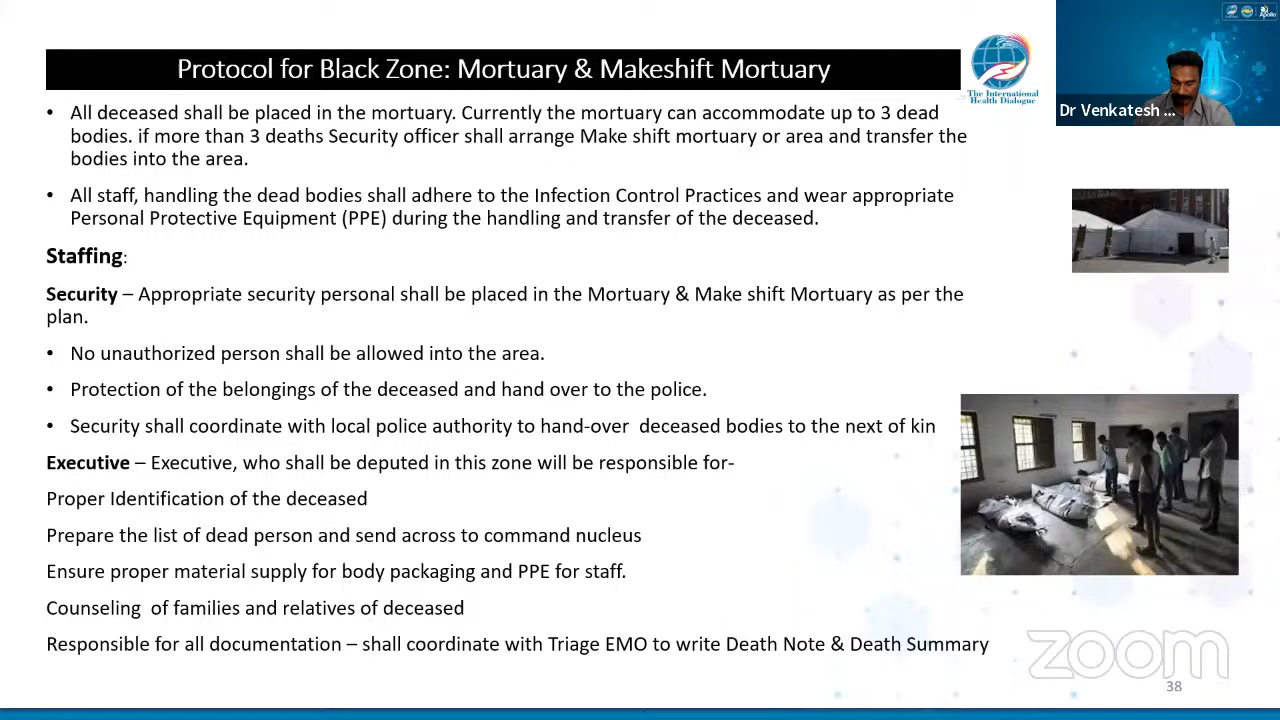 Protocol for Black Zone: Mortuary & Makeshift Mortuary
The International
Health Dialogue
Apollo
Dr Venkatesh ...
• All deceased shall be placed in the mortuary. Currently the mortuary can accommodate up to 3 dead
bodies. if more than 3 deaths Security officer shall arrange Make shift mortuary or area and transfer the
bodies into the area.
• All staff, handling the dead bodies shall adhere to the Infection Control Practices and wear appropriate
Personal Protective Equipment (PPE) during the handling and transfer of the deceased.
Staffing:
Security – Appropriate security personal shall be placed in the Mortuary & Make shift Mortuary as per the
plan.
• No unauthorized person shall be allowed into the area.
• Protection of the belongings of the deceased and hand over to the police.
• Security shall coordinate with local police authority to hand-over  deceased bodies to the next of kin
Executive – Executive, who shall be deputed in this zone will be responsible for-
Proper Identification of the deceased
Prepare the list of dead person and send across to command nucleus
Ensure proper material supply for body packaging and PPE for staff.
Counseling  of families and relatives of deceased
Responsible for all documentation – shall coordinate with Triage EMO to write Death Note & Death Summary
zoom
38